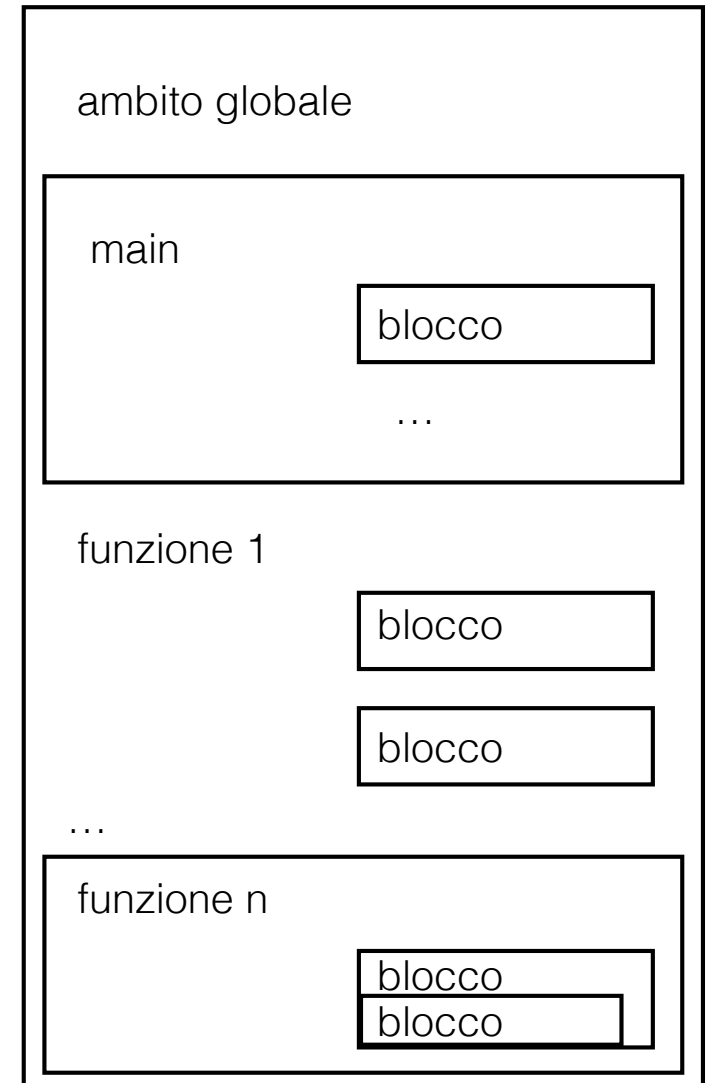 ambito globale
main
blocco
…
funzione 1
blocco
blocco
…
funzione n
blocco
blocco